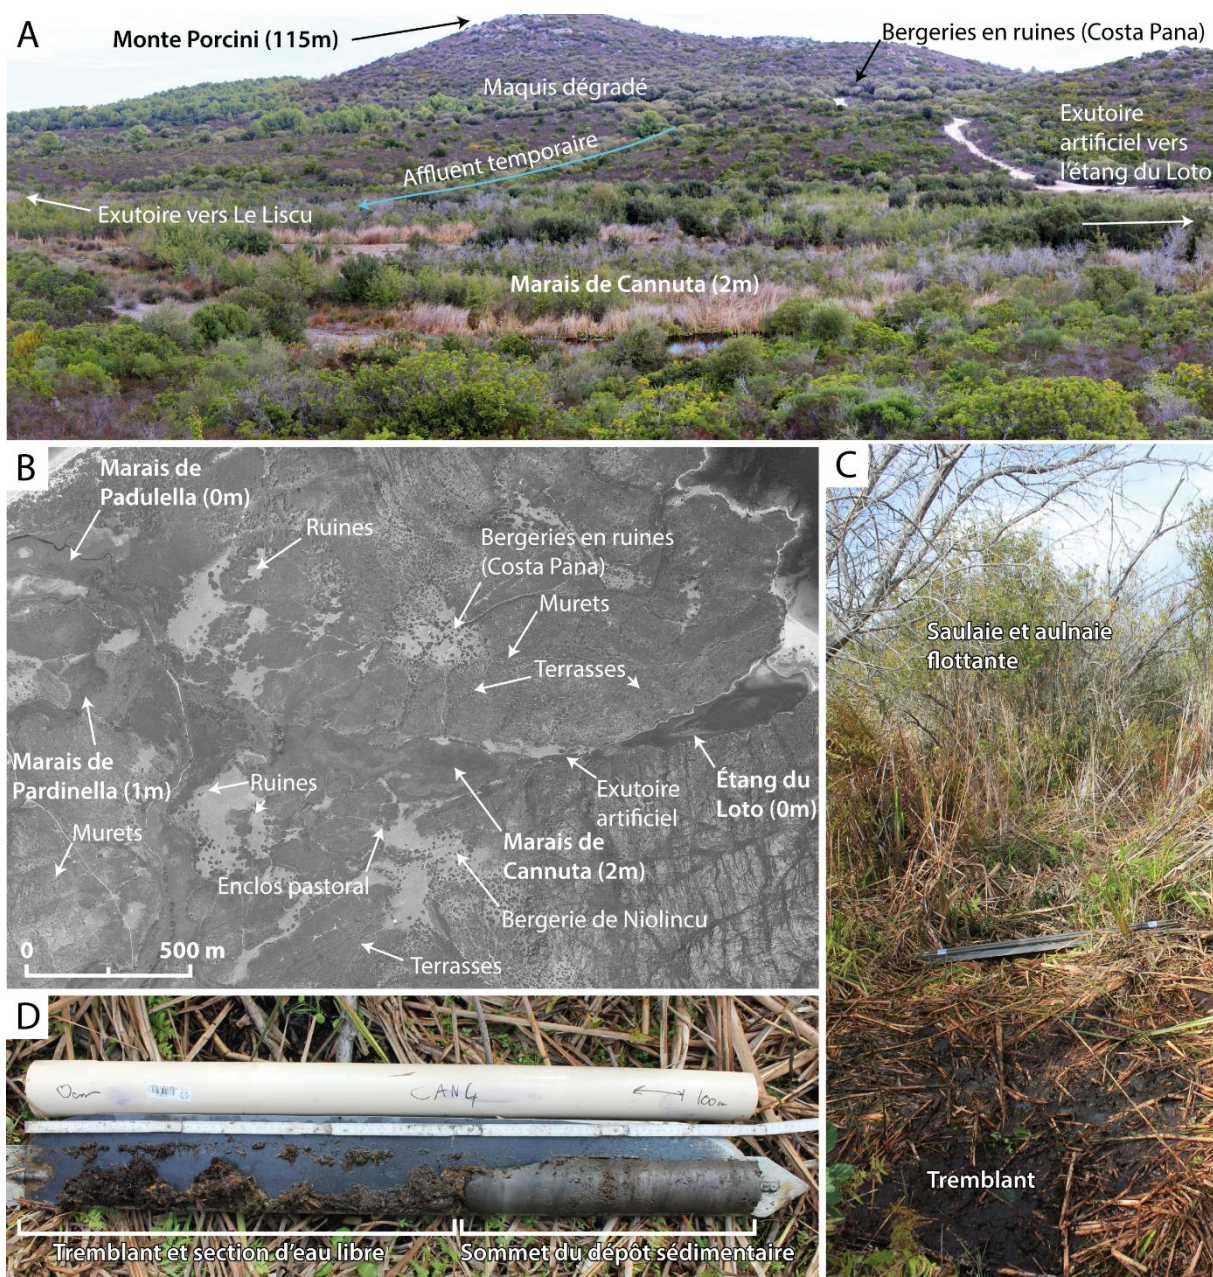 A
Monte Porcini (115m)
Bergeries en ruines (Costa Pana)
Maquis dégradé
Exutoire
artificiel vers
l'étang du Loto
Affluent temporaire
Exutoire vers Le Liscu
Marais de Cannuta (2m)
B
Marais de
Padulella (0m)
Ruines
Bergeries en ruines
(Costa Pana)
Murets
Terrasses
Marais de
Pardinella (1m)
Ruines
Murets
Exutoire
artificiel
Étang du
Loto (0m)
Marais de
Cannuta (2m)
Enclos pastoral
Bergerie de Niolincu
Terrasses
0 500 m
C
Saulaie et aulnaie
flottante
Tremblant
D
0cm CAN4 100cm
Tremblant et section d'eau libre
Sommet du dépôt sédimentaire